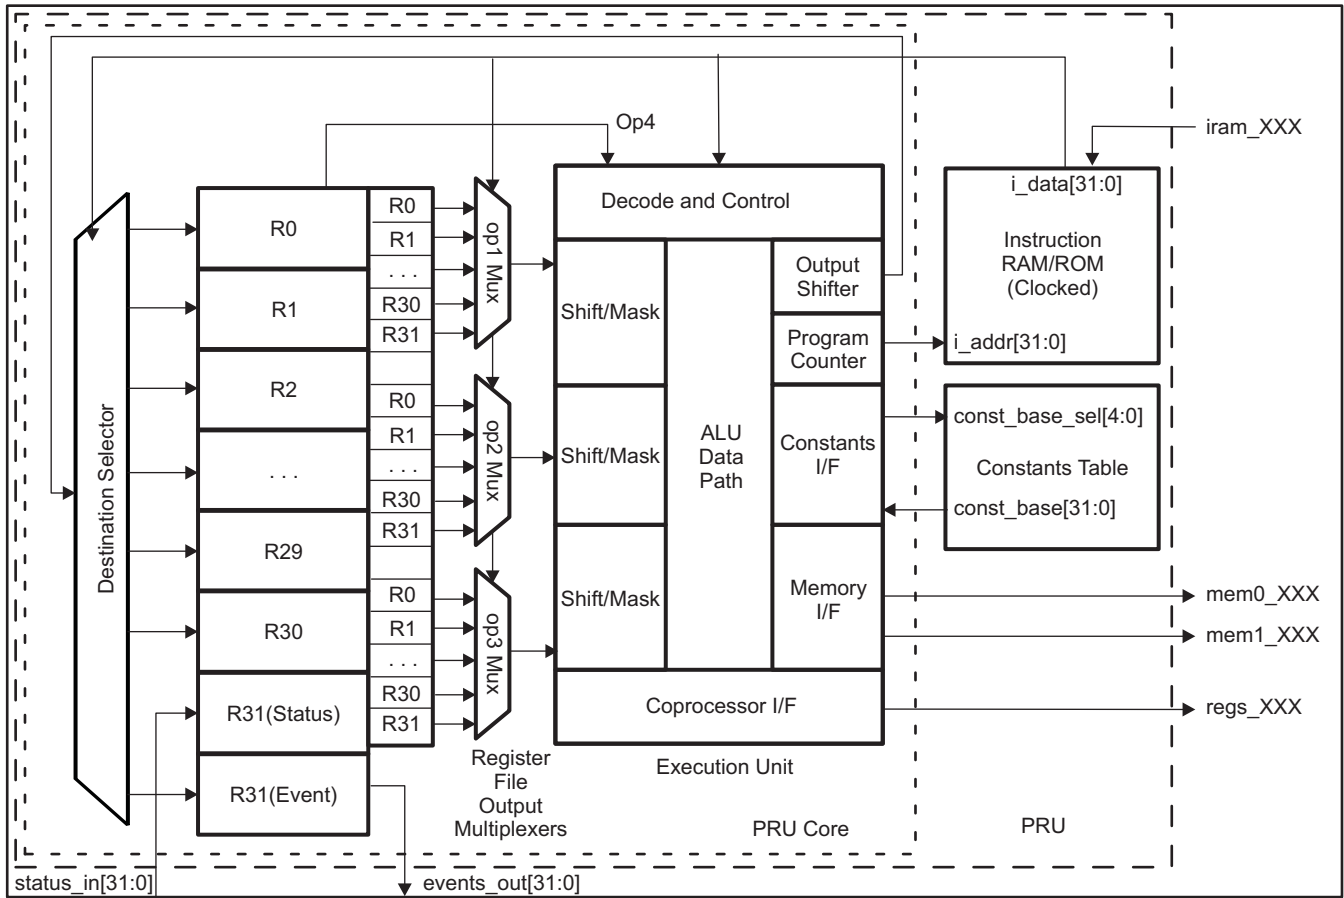 Op4
iram_XXX
i_data[31:0]
Instruction
RAM/ROM
(Clocked)
i_addr[31:0]
Destination Selector
R0
R1
R2
. . .
R29
R30
R31(Status)
R31(Event)
R0
R1
. . .
R30
R31
R0
R1
. . .
R30
R31
R0
R1
. . .
R30
R31
op1 Mux
op2 Mux
op3 Mux
Register
File
Output
Multiplexers
Decode and Control
Shift/Mask
Shift/Mask
Shift/Mask
ALU
Data
Path
Output
Shifter
Program
Counter
Constants
I/F
Memory
I/F
Coprocessor I/F
Execution Unit
const_base_sel[4:0]
Constants Table
const_base[31:0]
mem0_XXX
mem1_XXX
regs_XXX
PRU Core
PRU
status_in[31:0]
events_out[31:0]